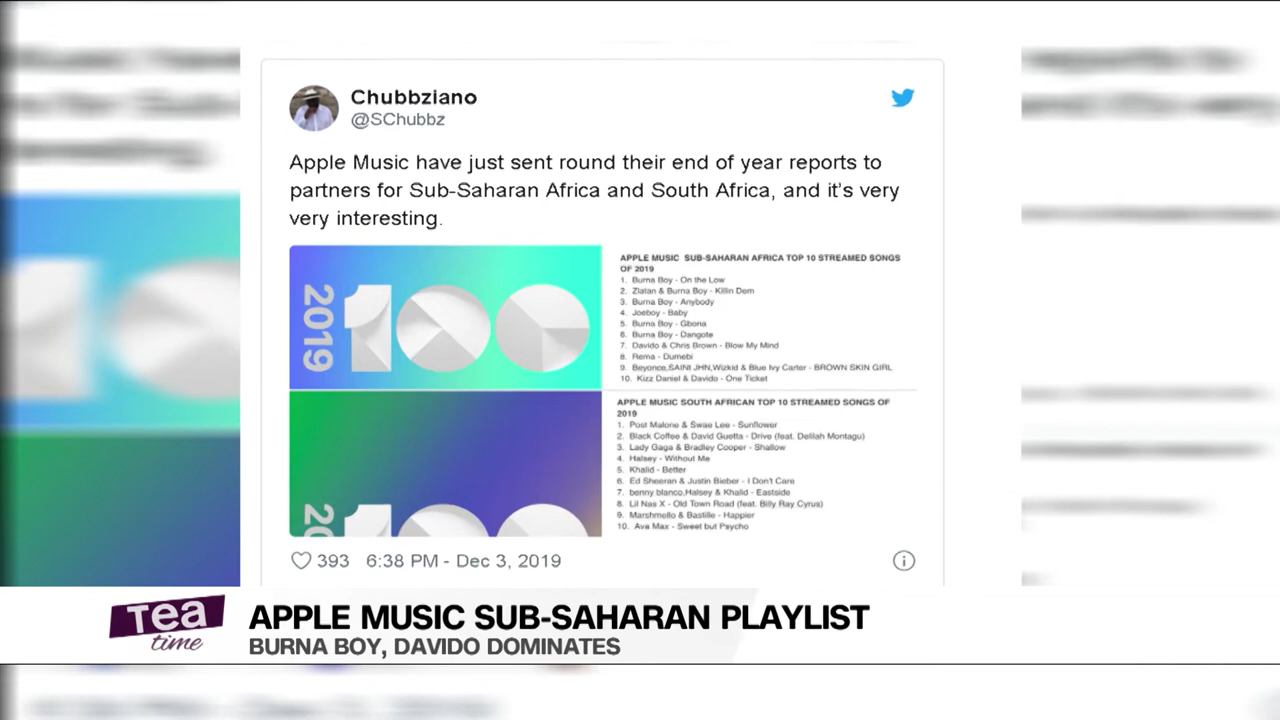 Chubbziano
@SChubbz
Apple Music have just sent round their end of year reports to
partners for Sub-Saharan Africa and South Africa, and it's very
very interesting.
2019
100
APPLE MUSIC SUB-SAHARAN AFRICA TOP 10 STREAMED SONGS
OF 2019
1. Burna Boy - On the Low
2. Zlatan & Burna Boy - Killin Dem
3. Burna Boy - Anybody
4. Joeboy - Baby
5. Burna Boy - Gbona
6. Burna Boy - Dangote
7. Davido & Chris Brown - Blow My Mind
8. Rema - Dumebi
9. Beyonce,SAINt JHN,Wizkid & Blue Ivy Carter - BROWN SKIN GIRL
10. Kizz Daniel & Davido - One Ticket
20
100
APPLE MUSIC SOUTH AFRICAN TOP 10 STREAMED SONGS OF
2019
1. Post Malone & Swae Lee - Sunflower
2. Black Coffee & David Guetta - Drive (feat. Delilah Montagu)
3. Lady Gaga & Bradley Cooper - Shallow
4. Halsey - Without Me
5. Khalid - Better
6. Ed Sheeran & Justin Bieber - I Don't Care
7. benny blanco,Halsey & Khalid - Eastside
8. Lil Nas X - Old Town Road (feat. Billy Ray Cyrus)
9. Marshmello & Bastille - Happier
10. Ava Max - Sweet but Psycho
393 6:38 PM - Dec 3, 2019
Tea
time
APPLE MUSIC SUB-SAHARAN PLAYLIST
BURNA BOY, DAVIDO DOMINATES